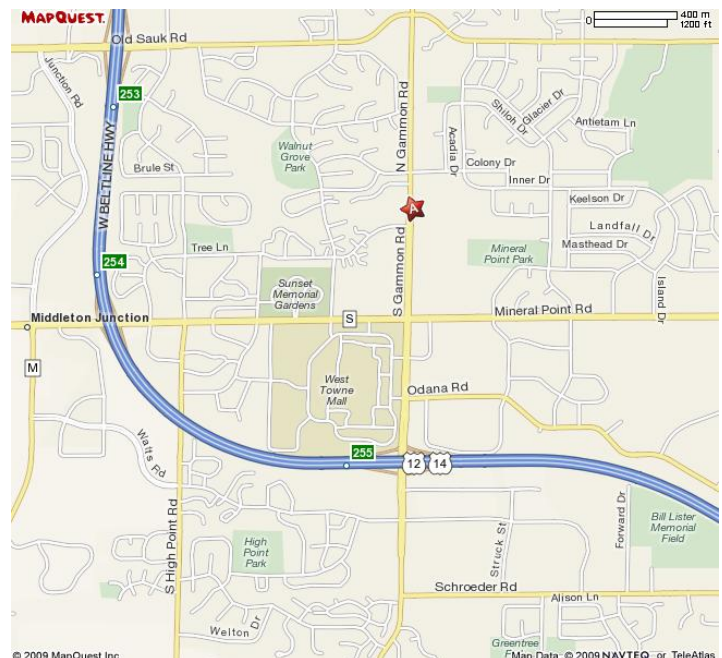 MAPQUEST.
400 m
0
1200 ft
Old Sauk Rd
Junction Rd
253
W BELTLINE HWY
N Gammon Rd
Shiloh Dr
Glacier Dr
Antietam Ln
Acadia Dr
Walnut
Grove
Park
Colony Dr
Brule St
Inner Dr
Keelson Dr
A
Landfall Dr
Tree Ln
Masthead Dr
Mineral
Point Park
254
S Gammon Rd
Island Dr
Sunset
Memorial
Gardens
Mineral Point Rd
Middleton Junction
S
M
West
Towne
Mall
Odana Rd
Watts Rd
255
12
14
S High Point Rd
Bill Lister
Memorial
Field
Forward Dr
Struck St
High
Point
Park
Schroeder Rd
Alison Ln
Welton Dr
Greentree
© 2009 MapQuest Inc
Map Data © 2009 NAVTEQ or TeleAtlas